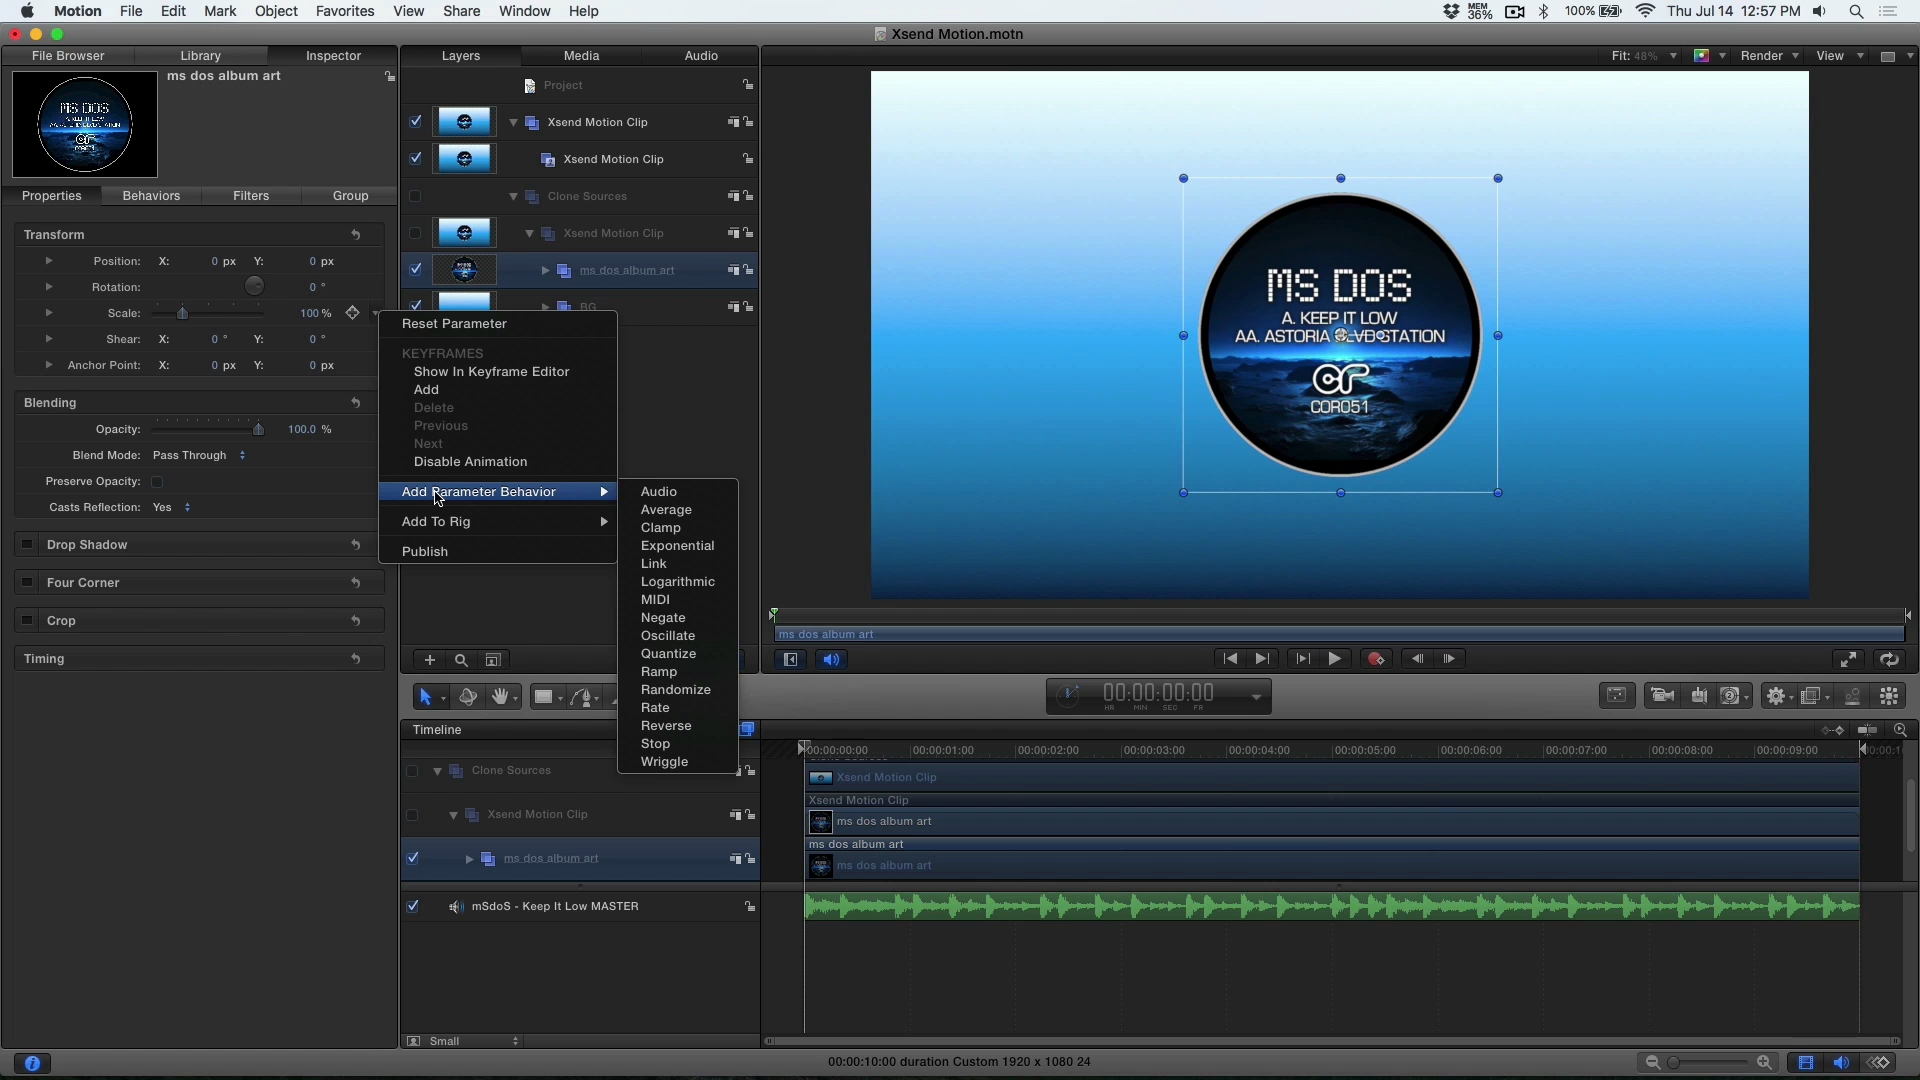 Motion File Edit Mark Object Favorites View Share Window Help
MEM 36%
100%
Thu Jul 14 12:57 PM
Xsend Motion.motn
File Browser Library Inspector
Layers Media Audio
Fit: 48%
Render
View
ms dos album art
Project
Xsend Motion Clip
Xsend Motion Clip
Clone Sources
Xsend Motion Clip
ms dos album art
BG
Properties Behaviors Filters Group
Transform
Position: X: 0 px Y: 0 px
Rotation: 0 °
Scale: 100 %
Shear: X: 0 ° Y: 0 °
Anchor Point: X: 0 px Y: 0 px
Blending
Opacity: 100.0 %
Blend Mode: Pass Through
Preserve Opacity:
Casts Reflection: Yes
Drop Shadow
Four Corner
Crop
Timing
Reset Parameter
KEYFRAMES
Show In Keyframe Editor
Add
Delete
Previous
Next
Disable Animation
Add Parameter Behavior
Add To Rig
Publish
Audio
Average
Clamp
Exponential
Link
Logarithmic
MIDI
Negate
Oscillate
Quantize
Ramp
Randomize
Rate
Reverse
Stop
Wriggle
MS DOS
A. KEEP IT LOW
AA. ASTORIA BLVD STATION
CR
COR051
ms dos album art
00:00:00:00
HR MIN SEC FR
Timeline
00:00:00:00 00:00:01:00 00:00:02:00 00:00:03:00 00:00:04:00 00:00:05:00 00:00:06:00 00:00:07:00 00:00:08:00 00:00:09:00
Clone Sources
Xsend Motion Clip
ms dos album art
mSdoS - Keep It Low MASTER
Xsend Motion Clip
Xsend Motion Clip
ms dos album art
ms dos album art
ms dos album art
Small
00:00:10:00 duration Custom 1920 x 1080 24